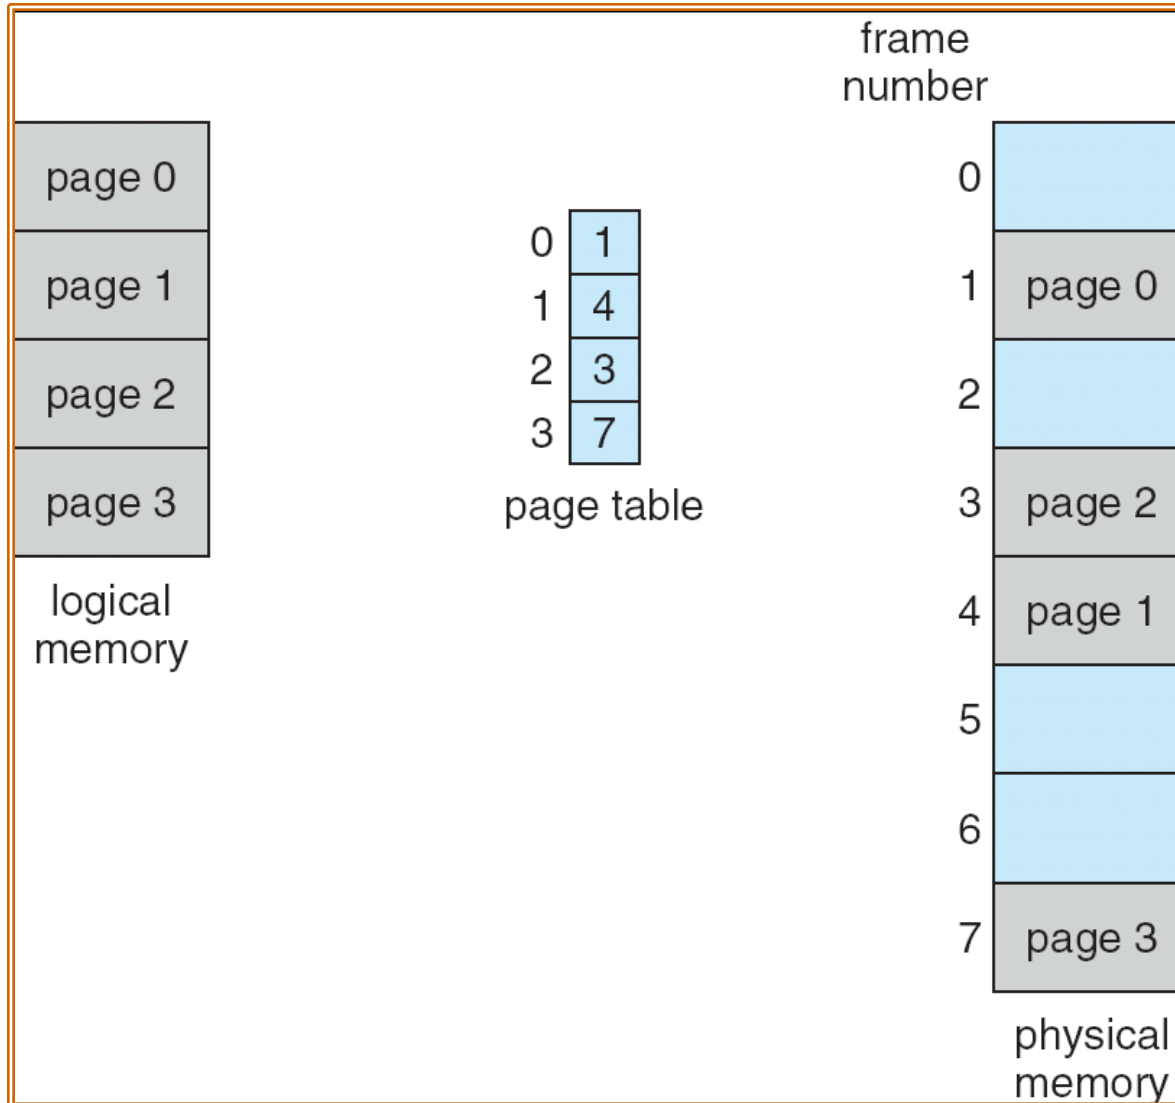 frame
number
page 0
page 1
page 2
page 3
logical
memory
0 1
1 4
2 3
3 7
page table
0
1 page 0
2
3 page 2
4 page 1
5
6
7 page 3
physical
memory